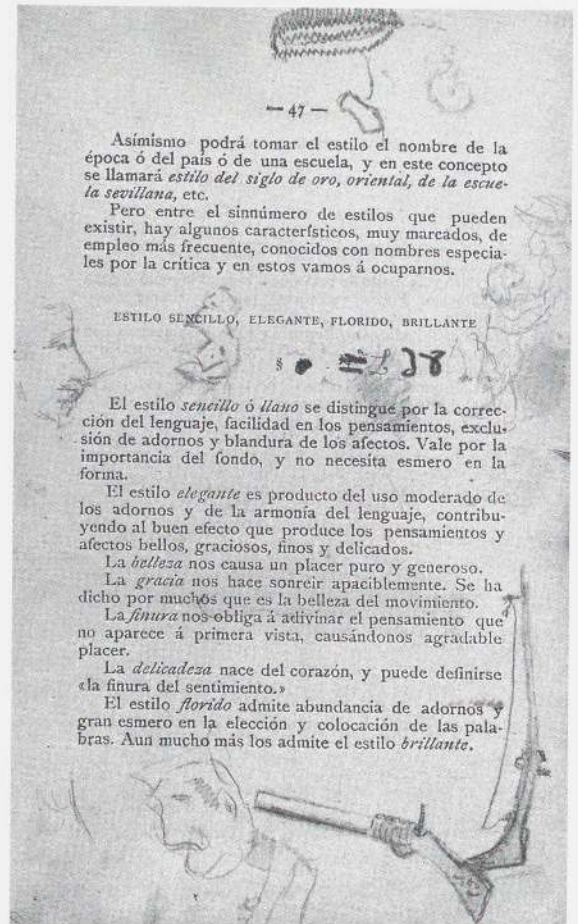 — 47 —
Asímismo podrá tomar el estilo el nombre de la
época ó del país ó de una escuela, y en este concepto
se llamará estilo del siglo de oro, oriental, de la escue-
la sevillana, etc.
Pero entre el sinnúmero de estilos que pueden
existir, hay algunos característicos, muy marcados, de
empleo más frecuente, conocidos con nombres especia-
les por la crítica y en estos vamos á ocuparnos.
ESTILO SENCILLO, ELEGANTE, FLORIDO, BRILLANTE
§
El estilo sencillo ó llano se distingue por la correc-
ción del lenguaje, facilidad en los pensamientos, exclu-
sión de adornos y blandura de los afectos. Vale por la
importancia del fondo, y no necesita esmero en la
forma.
El estilo elegante es producto del uso moderado de
los adornos y de la armonía del lenguaje, contribu-
yendo al buen efecto que produce los pensamientos y
afectos bellos, graciosos, finos y delicados.
La belleza nos causa un placer puro y generoso.
La gracia nos hace sonreir apaciblemente. Se ha
dicho por muchos que es la belleza del movimiento.
La finura nos obliga á adivinar el pensamiento que
no aparece á primera vista, causándonos agradable
placer.
La delicadeza nace del corazón, y puede definirse
«la finura del sentimiento.»
El estilo florido admite abundancia de adornos y
gran esmero en la elección y colocación de las pala-
bras. Aun mucho más los admite el estilo brillante.